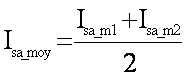 I_sa_moy = (I_sa_m1 + I_sa_m2) / 2